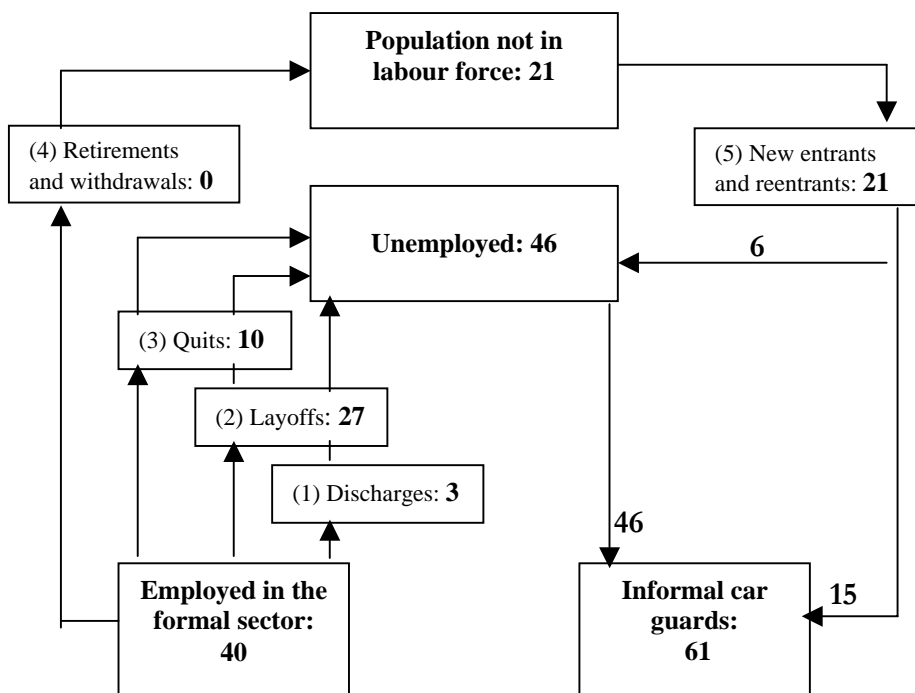 Population not in
labour force: 21
(4) Retirements
and withdrawals: 0
(5) New entrants
and reentrants: 21
Unemployed: 46
6
(3) Quits: 10
(2) Layoffs: 27
(1) Discharges: 3
46
Employed in the
formal sector:
40
Informal car
guards:
61
15